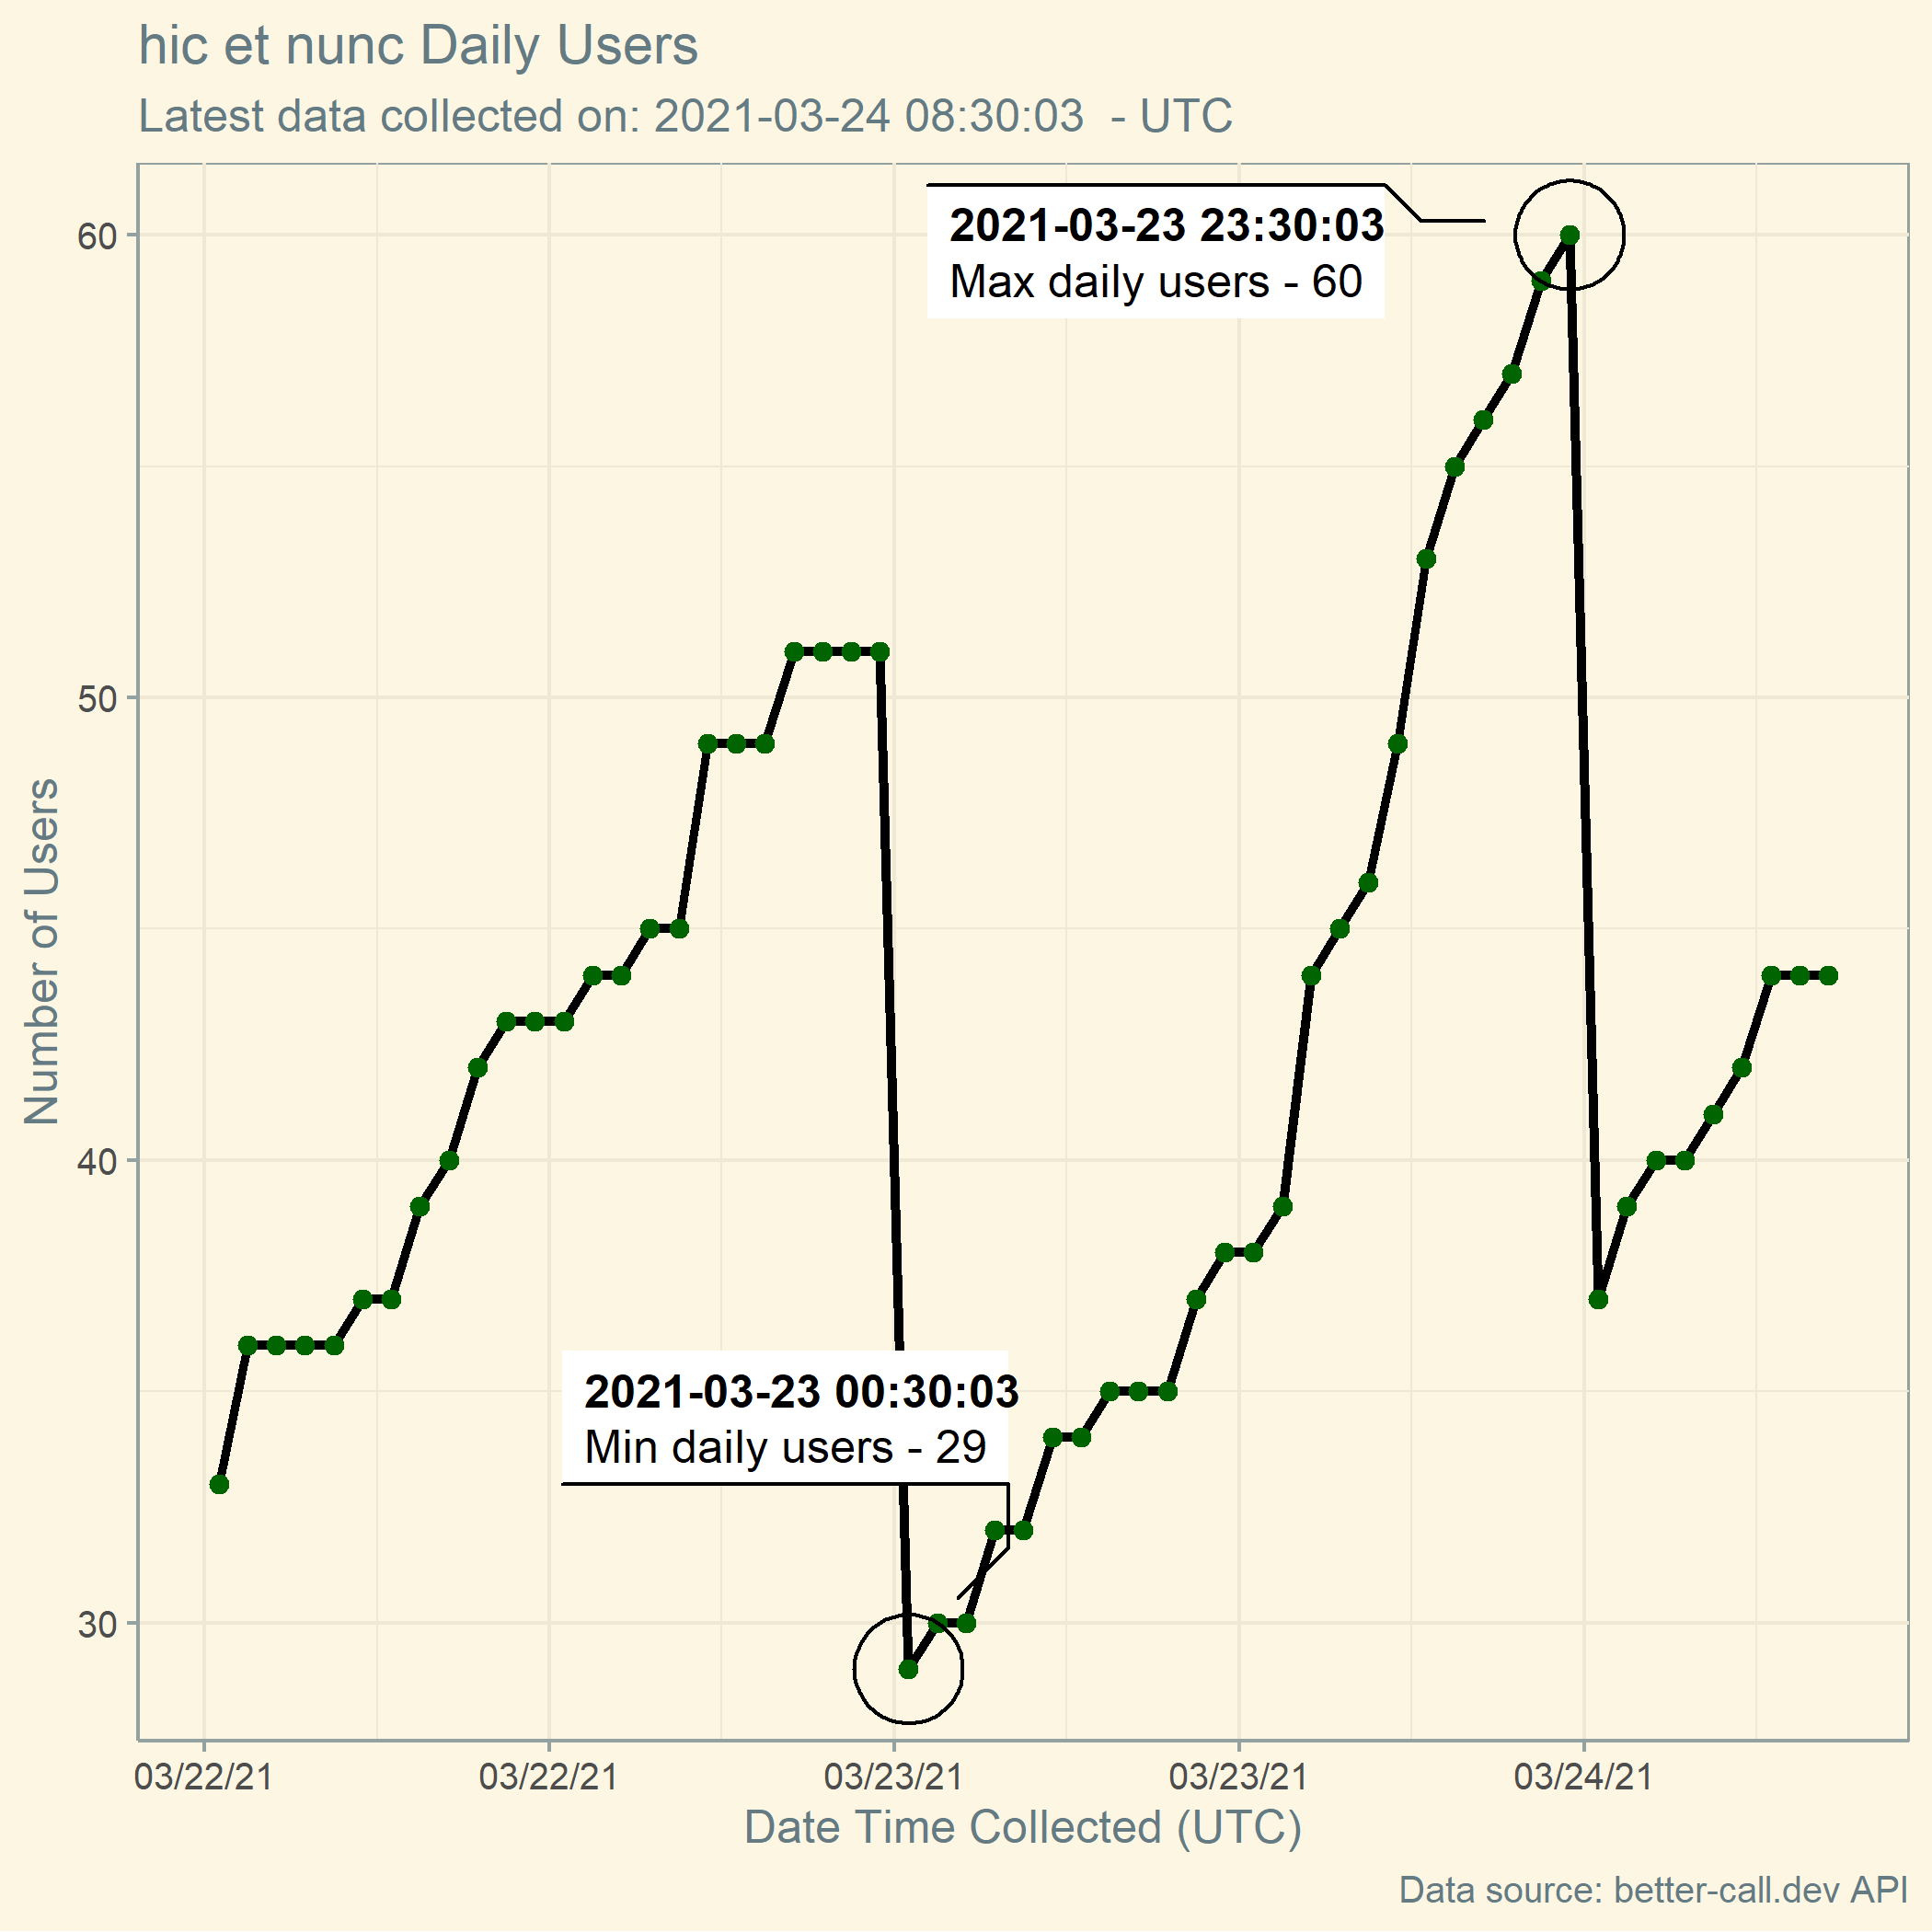 hic et nunc Daily Users
Latest data collected on: 2021-03-24 08:30:03  - UTC
2021-03-23 23:30:03
Max daily users - 60
2021-03-23 00:30:03
Min daily users - 29
Number of Users
60
50
40
30
03/22/21 03/22/21 03/23/21 03/23/21 03/24/21
Date Time Collected (UTC)
Data source: better-call.dev API